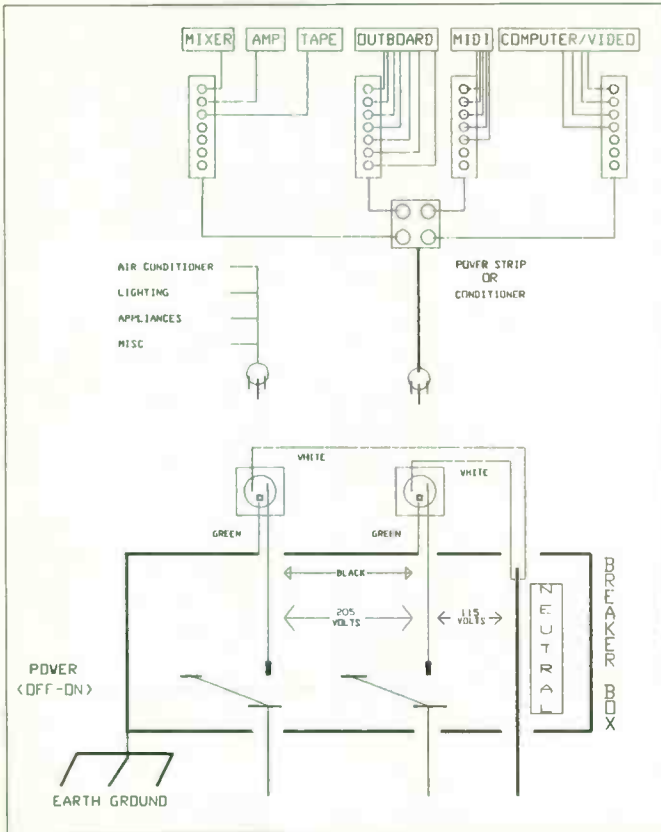 MIXER AMP TAPE OUTBOARD MIDI COMPUTER/VIDEO
AIR CONDITIONER
LIGHTING
APPLIANCES
MISC
POWER STRIP
OR
CONDITIONER
WHITE
WHITE
GREEN
GREEN
BLACK
205
VOLTS
115
VOLTS
NEUTRAL
BREAKER BOX
POWER
<OFF-ON>
EARTH GROUND